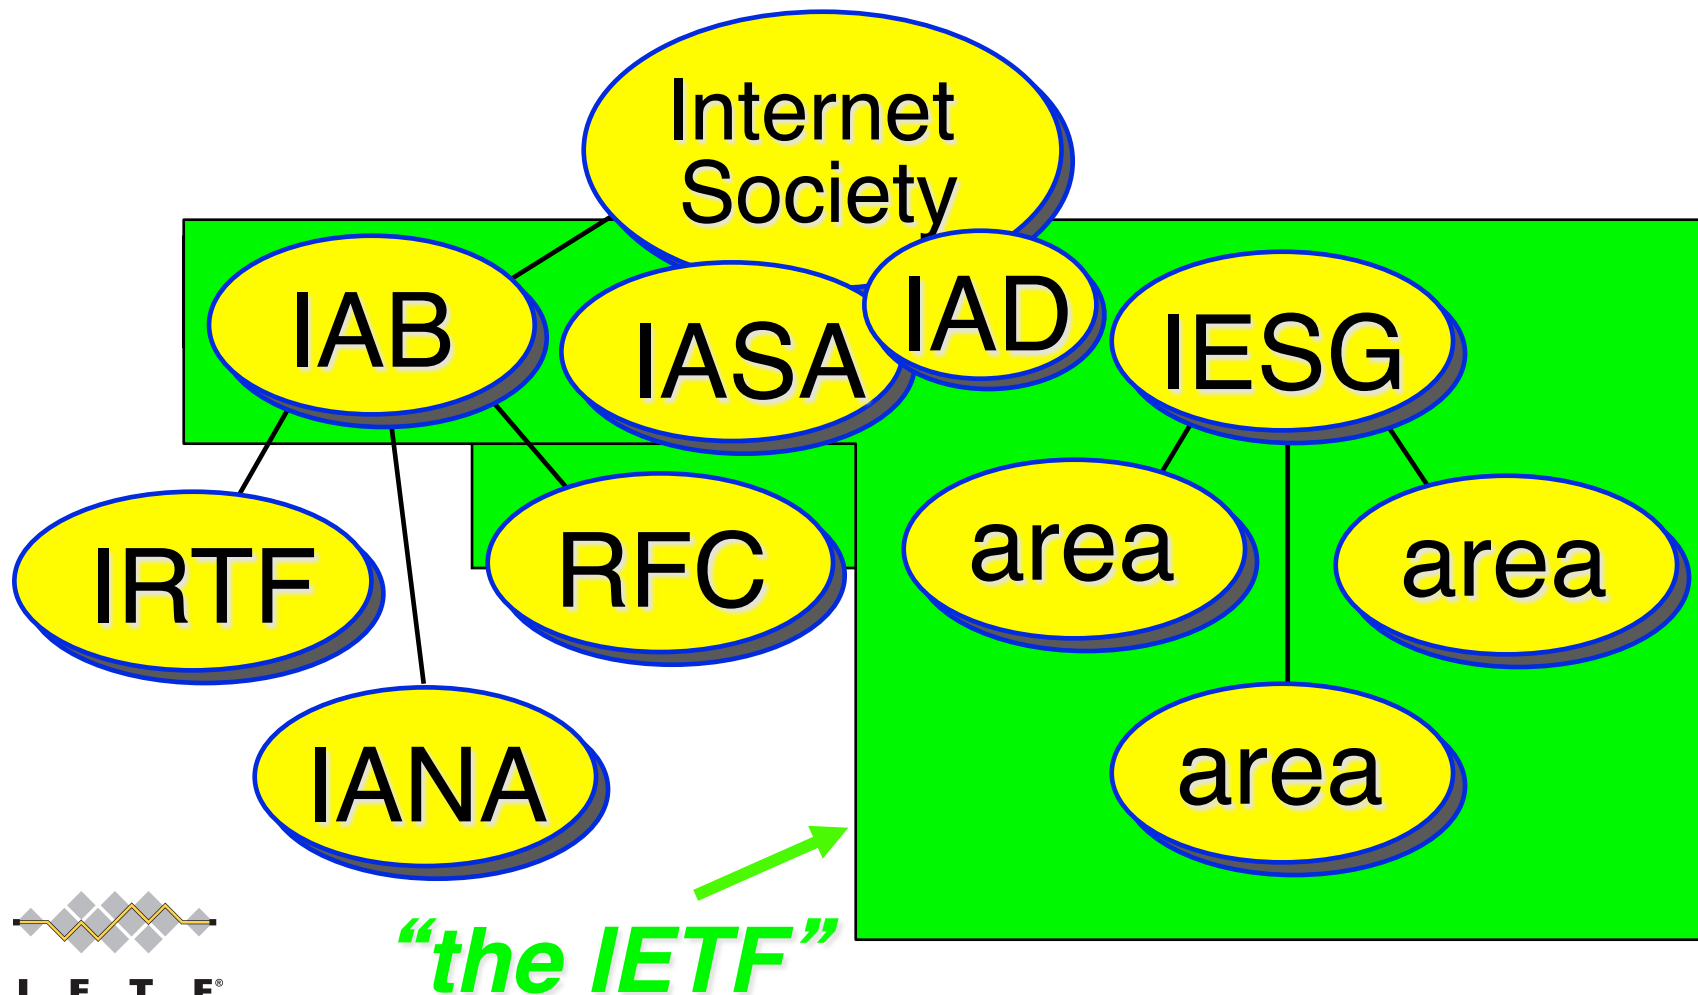 Internet
Society
IAB
IASA
IAD
IESG
IRTF
RFC
area
area
IANA
area
“the IETF”
I E T F®